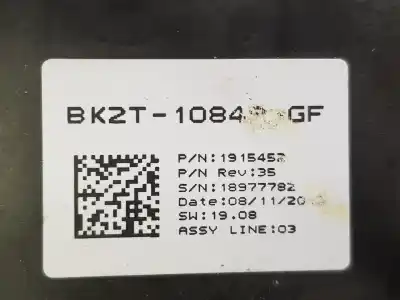 BK2T-1084 GF
P/N:1915452
P/N Rev:35
S/N:18977782
Date:08/11/20
SW:19.08
ASSY LINE:03